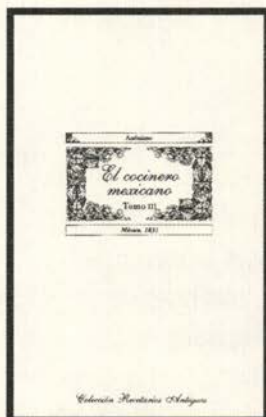 Anónimo
El cocinero
mexicano
Tomo III
México, 1831
Colección Recetarios Antiguos